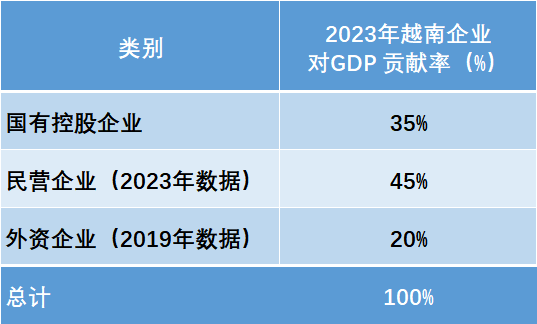 类别
2023年越南企业
对GDP 贡献率（%）
国有控股企业
35%
民营企业（2023年数据）
45%
外资企业（2019年数据）
20%
总计
100%